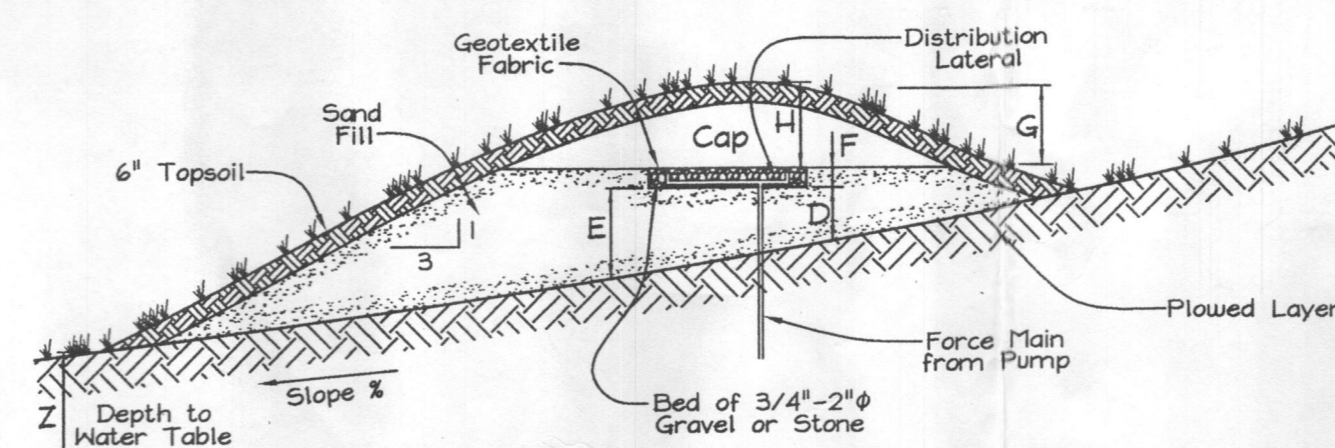 Geotextile
Fabric
Distribution
Lateral
Sand
Fill
Cap
H
F
G
6" Topsoil
E
D
1
3
Plowed Layer
Force Main
from Pump
Slope %
Z
Depth to
Water Table
Bed of 3/4"-2"ϕ
Gravel or Stone